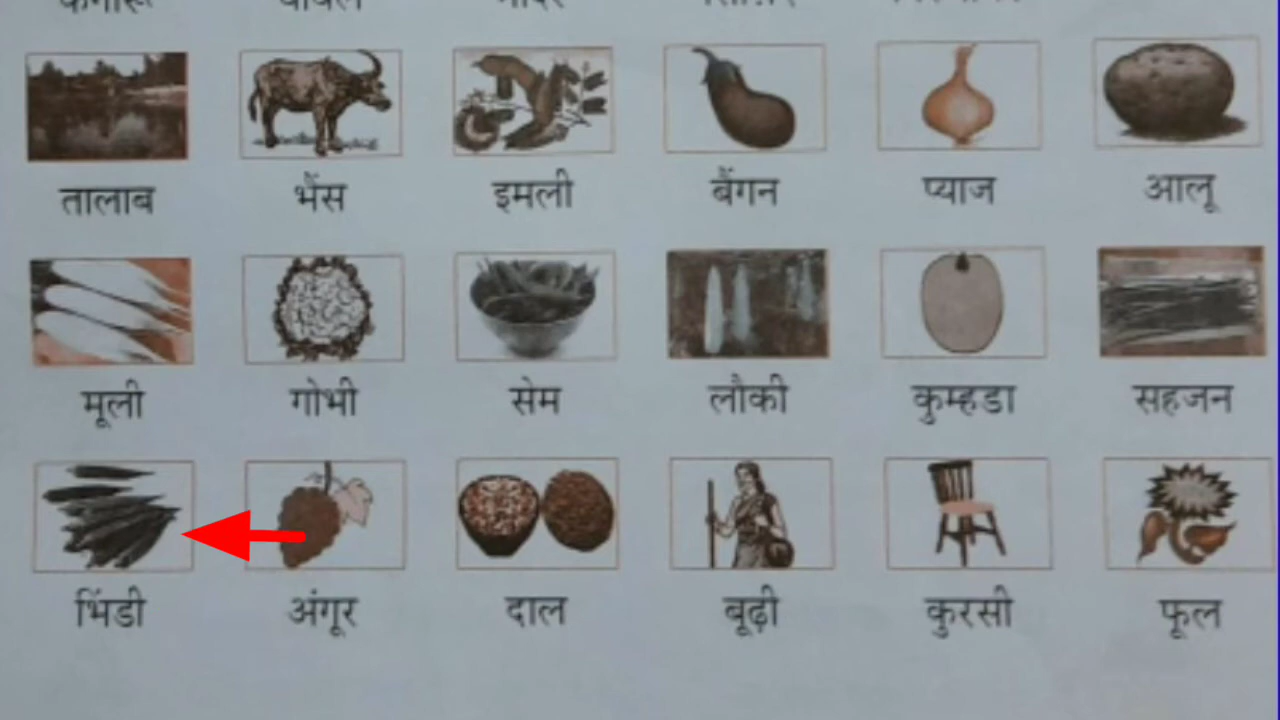 तालाब भैंस इमली बैंगन प्याज आलू
मूली गोभी सेम लौकी कुम्हडा सहजन
भिंडी अंगूर दाल बूढ़ी कुरसी फूल